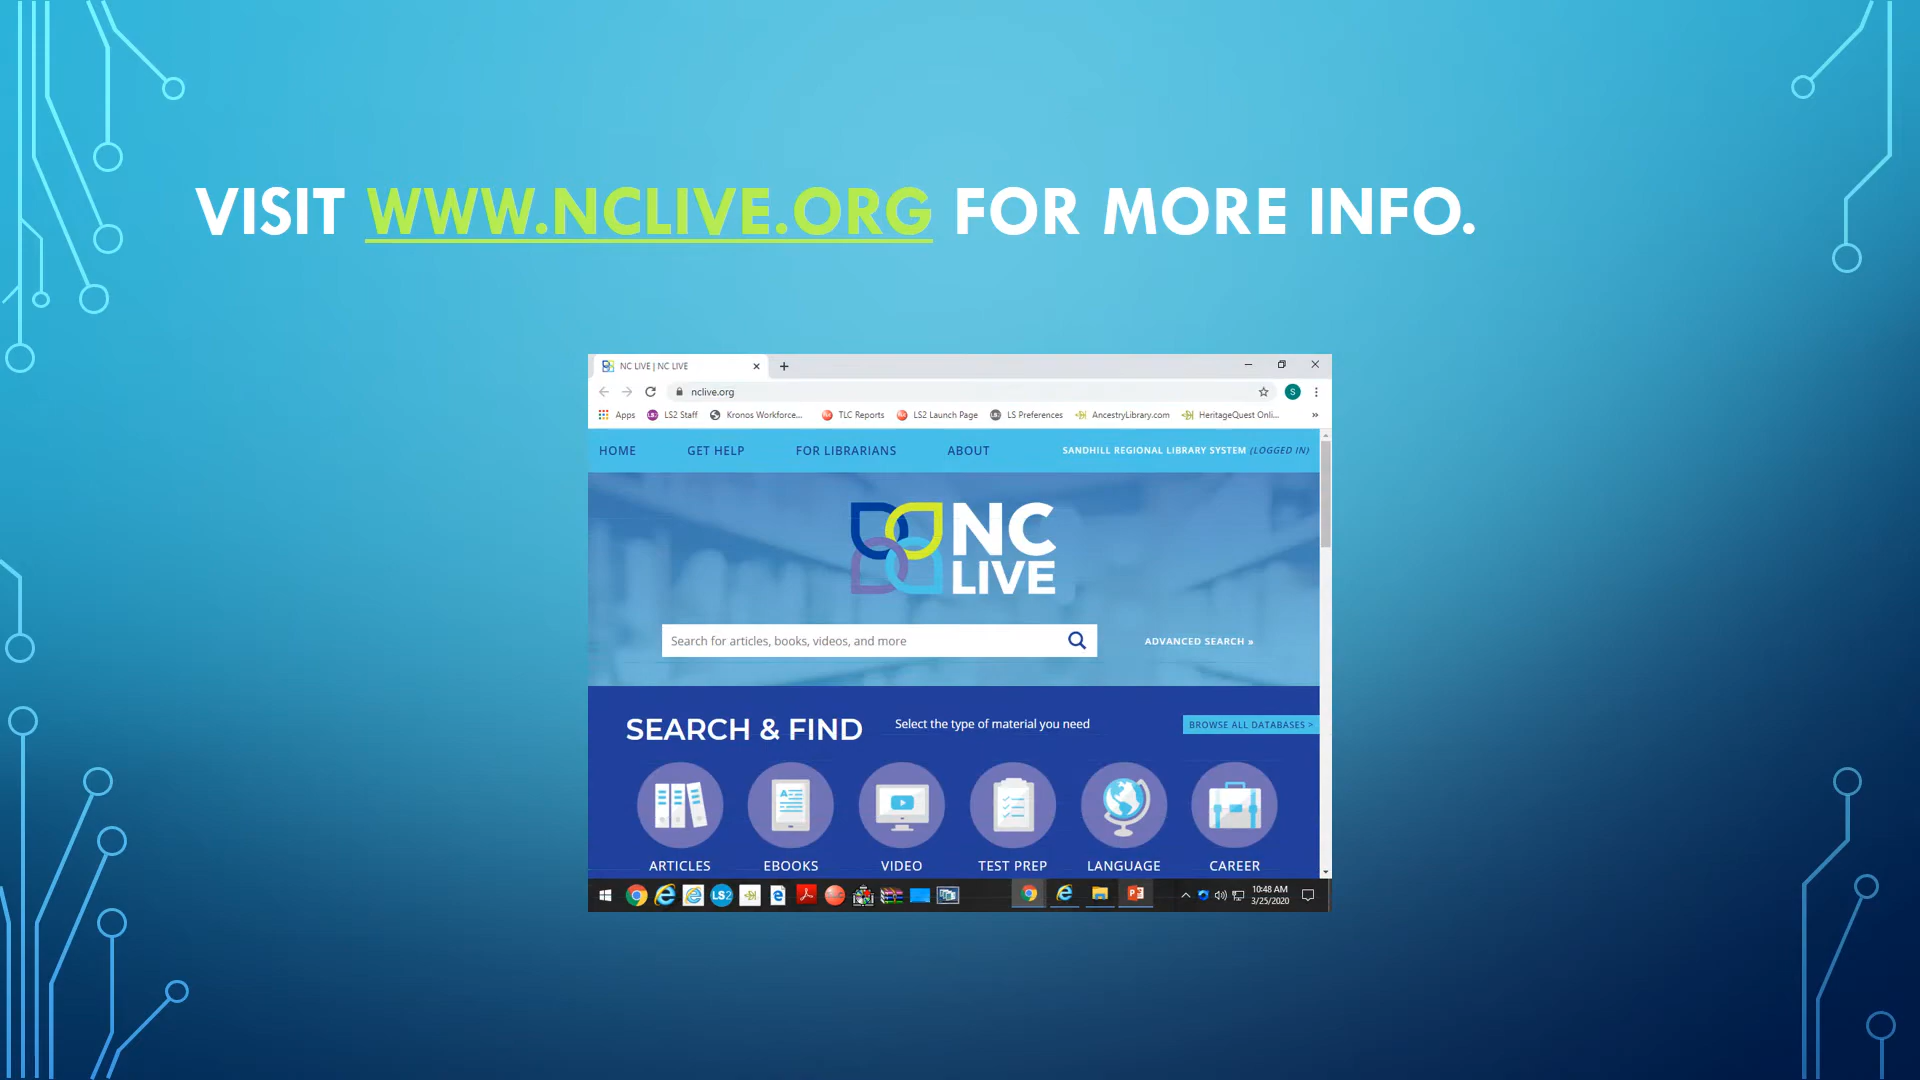 VISIT WWW.NCLIVE.ORG FOR MORE INFO.
NC LIVE | NC LIVE
nclive.org
S
Apps LS2 Staff Kronos Workforce... TLC Reports LS2 Launch Page LS Preferences AncestryLibrary.com HeritageQuest Onli... »
HOME GET HELP FOR LIBRARIANS ABOUT SANDHILL REGIONAL LIBRARY SYSTEM (LOGGED IN)
NC
LIVE
Search for articles, books, videos, and more ADVANCED SEARCH »
SEARCH & FIND Select the type of material you need BROWSE ALL DATABASES >
ARTICLES EBOOKS VIDEO TEST PREP LANGUAGE CAREER
LS2
10:48 AM
3/25/2020